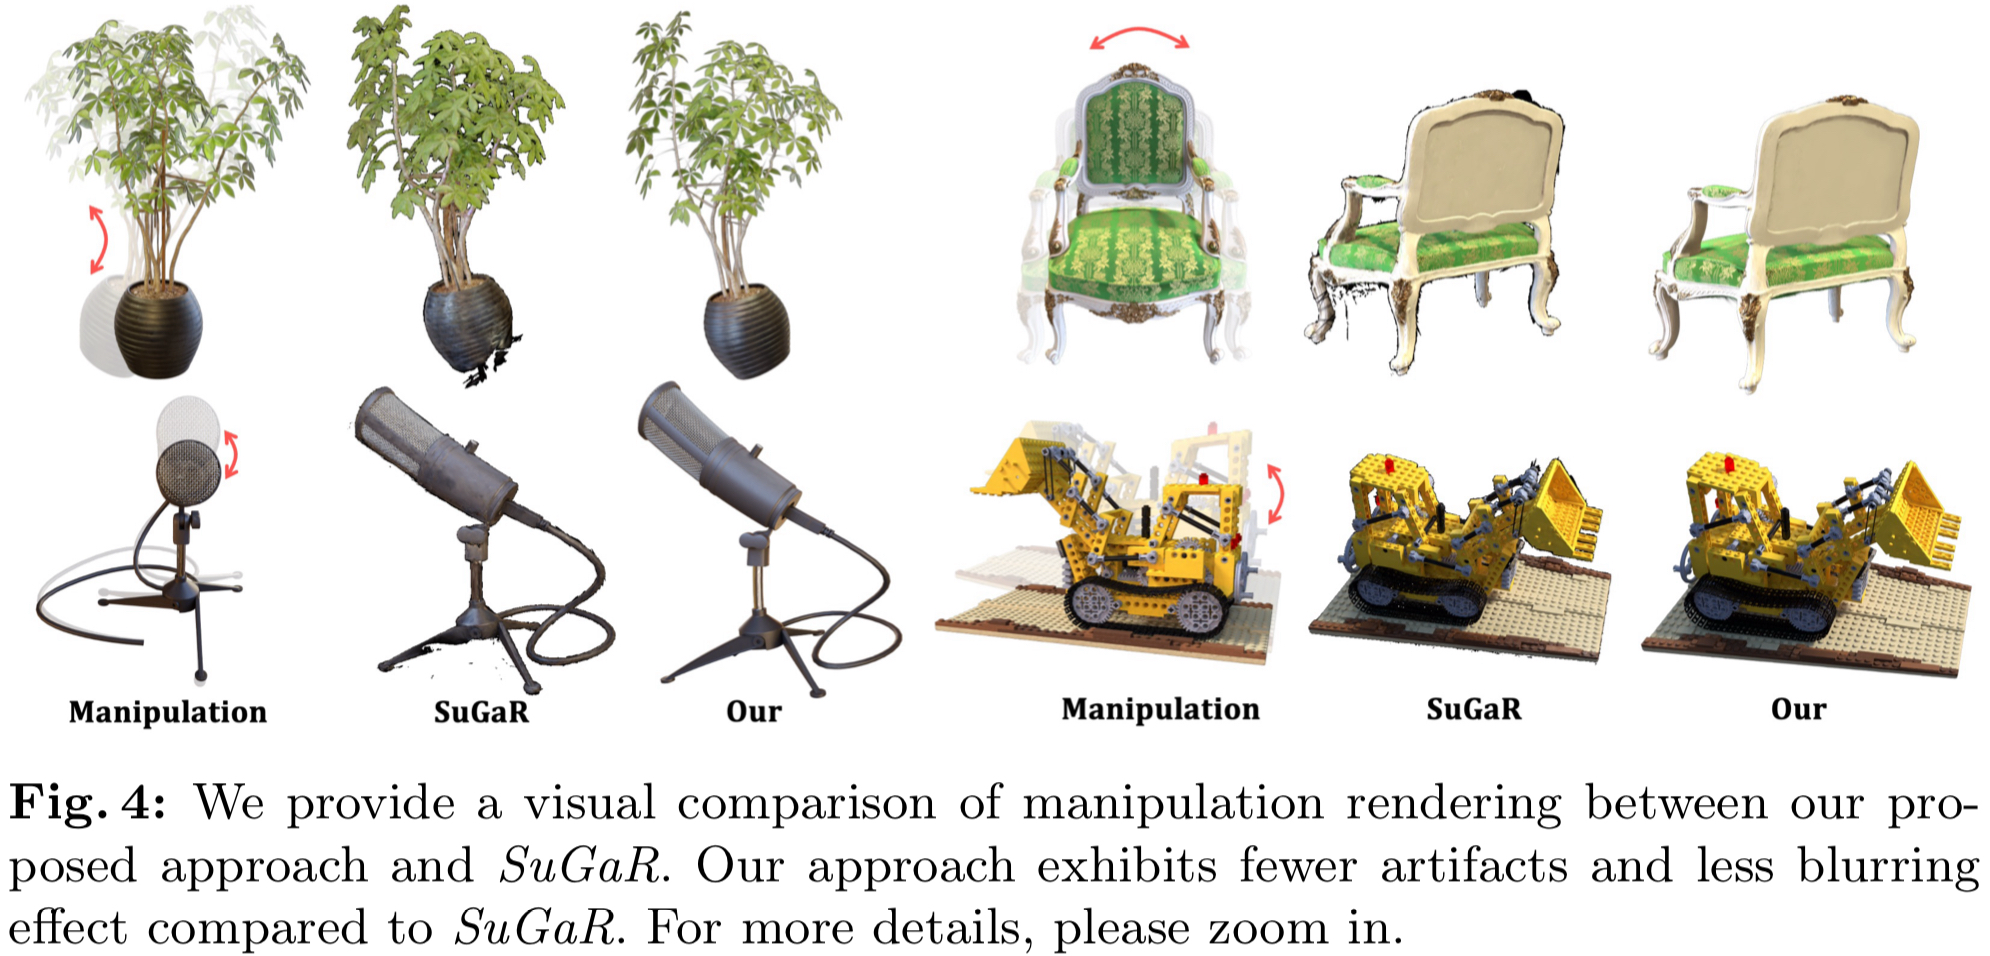 Manipulation SuGaR Our Manipulation SuGaR Our
Fig. 4: We provide a visual comparison of manipulation rendering between our pro-
posed approach and SuGaR. Our approach exhibits fewer artifacts and less blurring
effect compared to SuGaR. For more details, please zoom in.